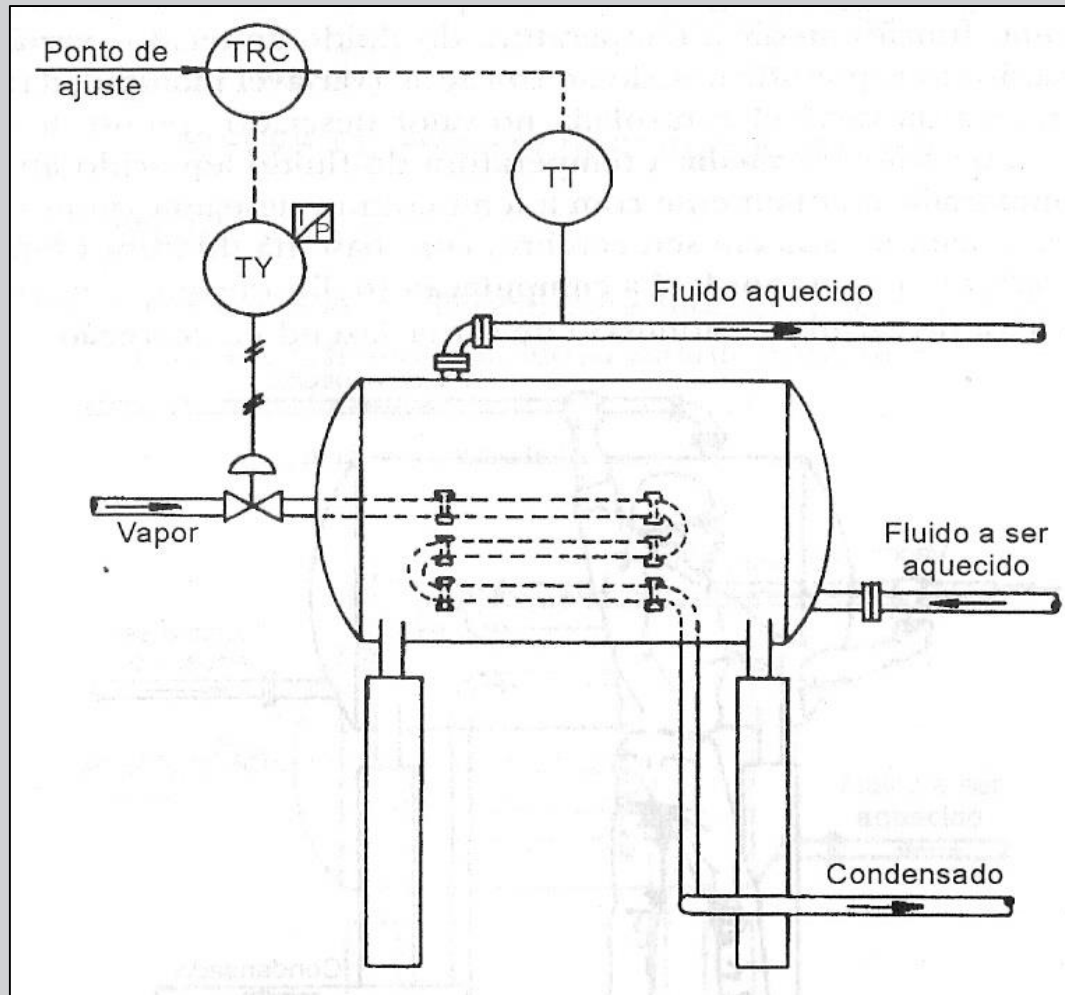 Ponto de
ajuste
TRC
TT
I
P
TY
Fluido aquecido
Vapor
Fluido a ser
aquecido
Condensado